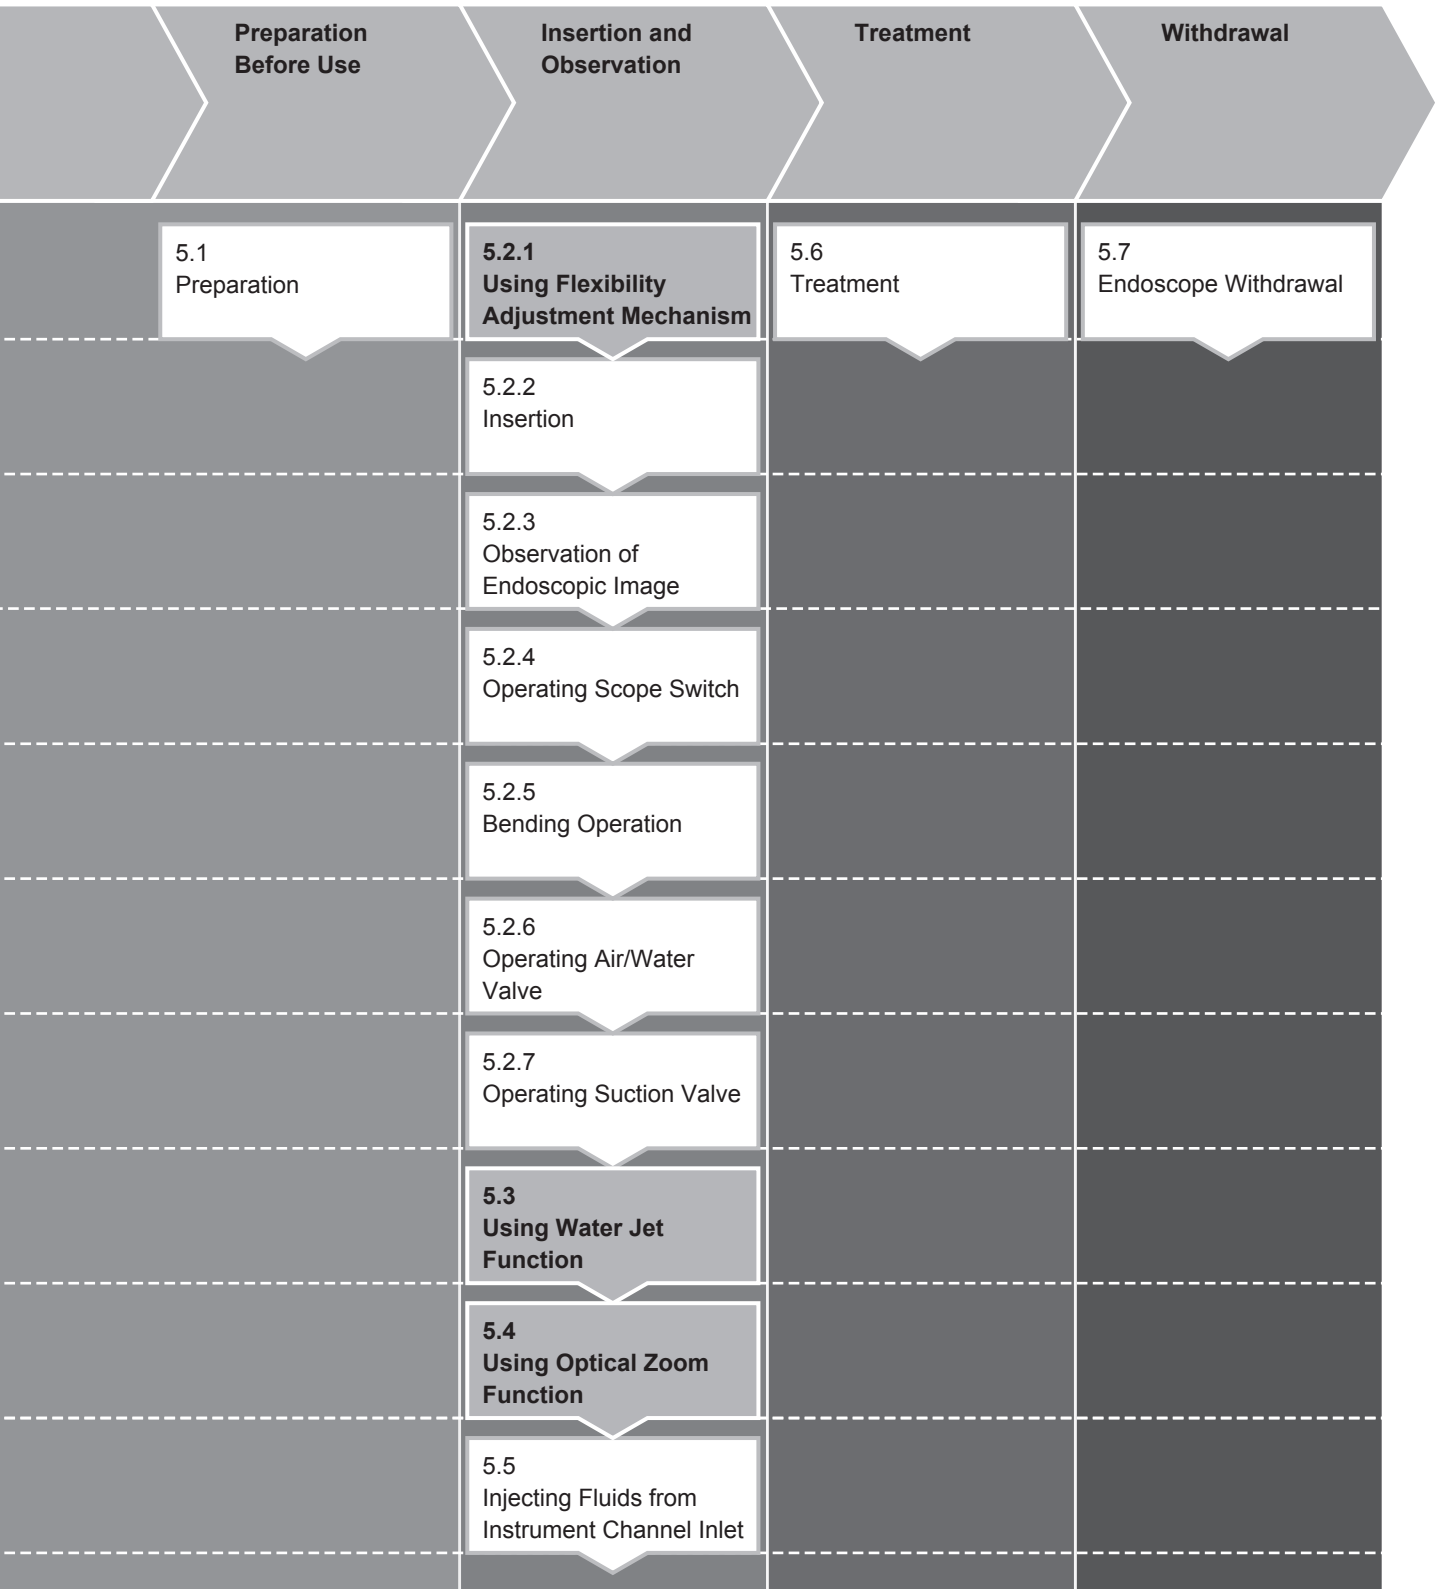 Preparation
Before Use
Insertion and
Observation
Treatment
Withdrawal
5.1
Preparation
5.2.1
Using Flexibility
Adjustment Mechanism
5.6
Treatment
5.7
Endoscope Withdrawal
5.2.2
Insertion
5.2.3
Observation of
Endoscopic Image
5.2.4
Operating Scope Switch
5.2.5
Bending Operation
5.2.6
Operating Air/Water
Valve
5.2.7
Operating Suction Valve
5.3
Using Water Jet
Function
5.4
Using Optical Zoom
Function
5.5
Injecting Fluids from
Instrument Channel Inlet